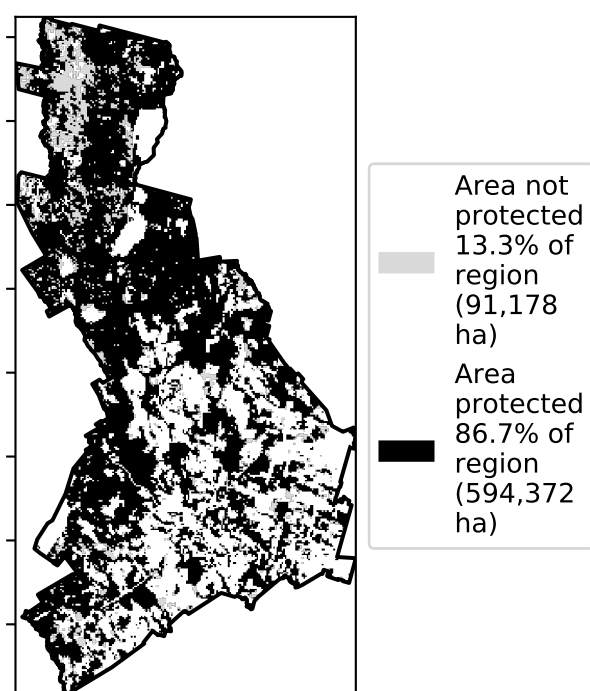 Area not
protected
13.3% of
region
(91,178
ha)
Area
protected
86.7% of
region
(594,372
ha)